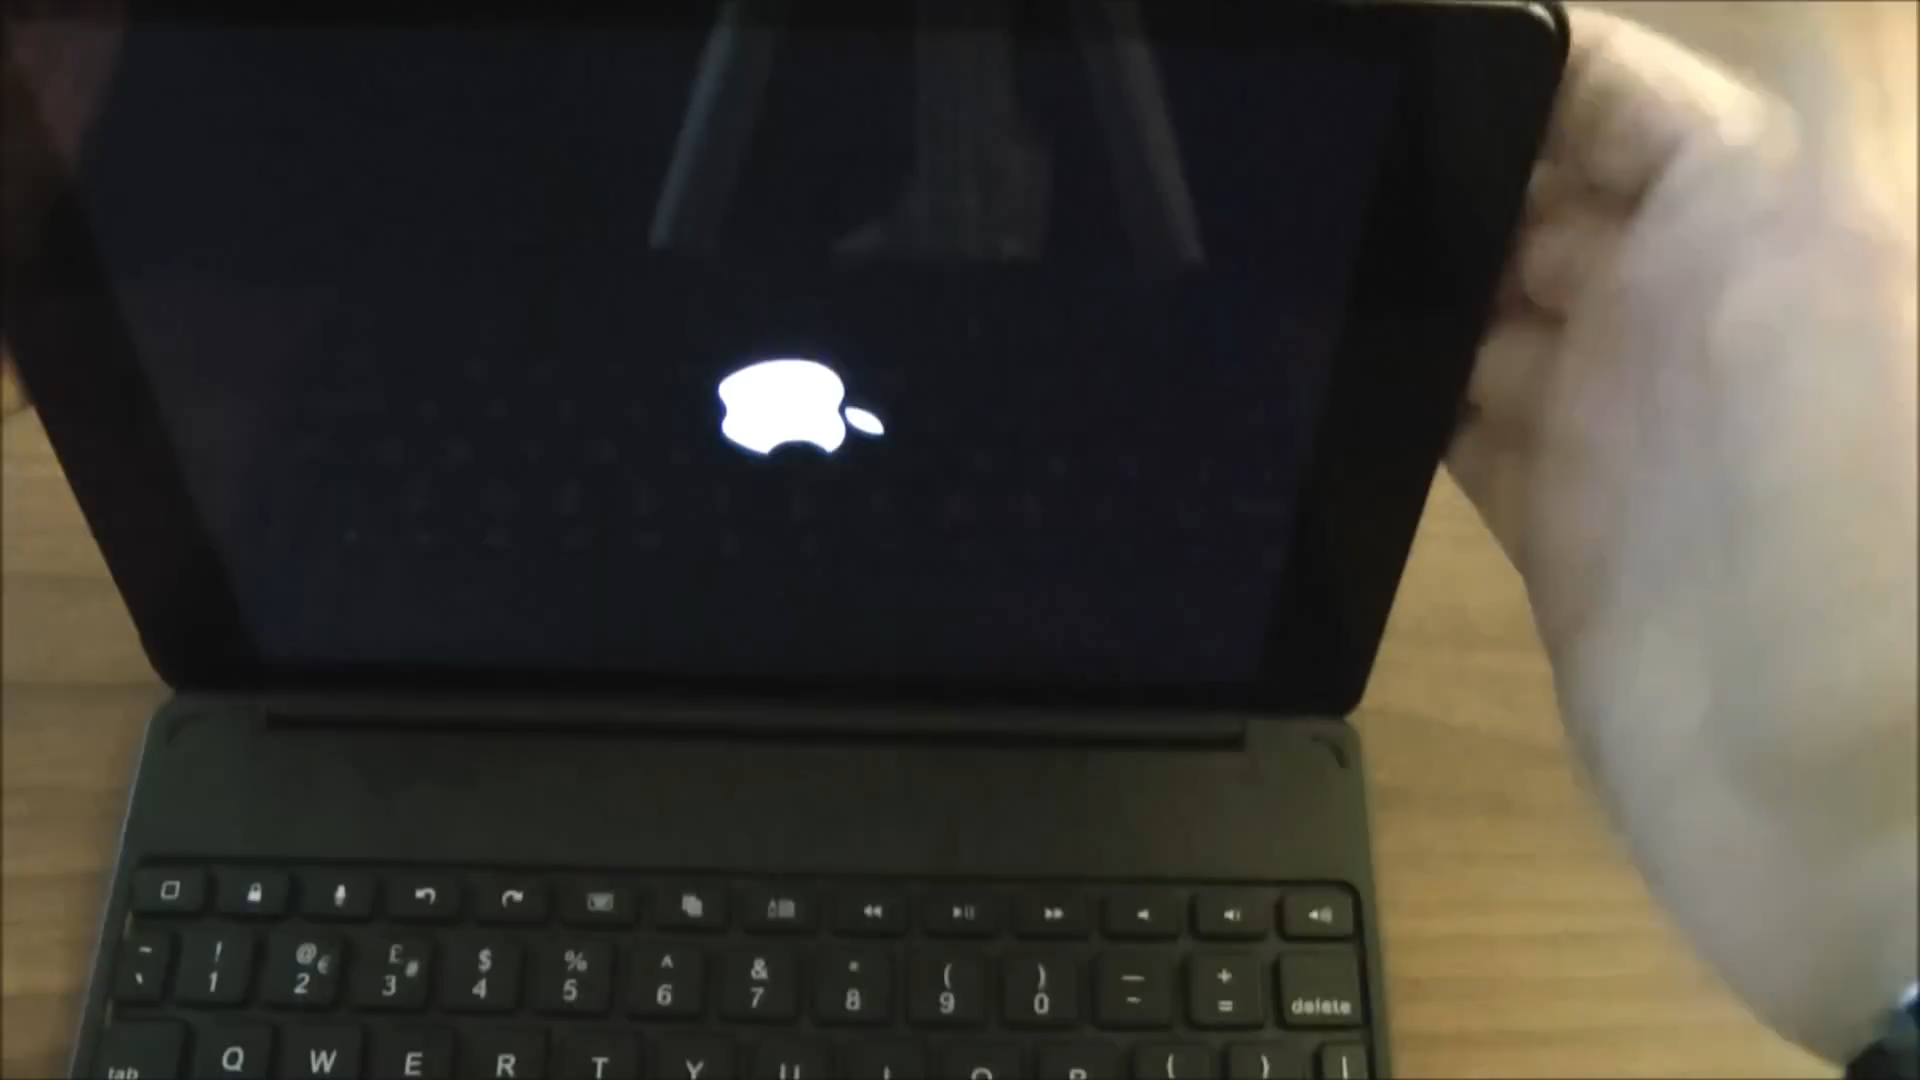 ~ ! @ € £ # $ % ^ & * ( ) — + 
` 1 2 3 4 5 6 7 8 9 0 - = delete
tab Q W E R T Y U I O P